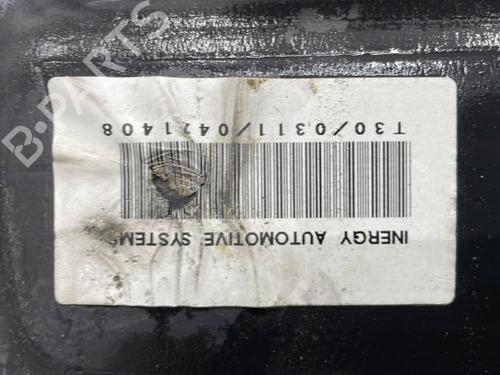 INERGY AUTOMOTIVE SYSTEMS
T30/0311/0421408
B-PARTS